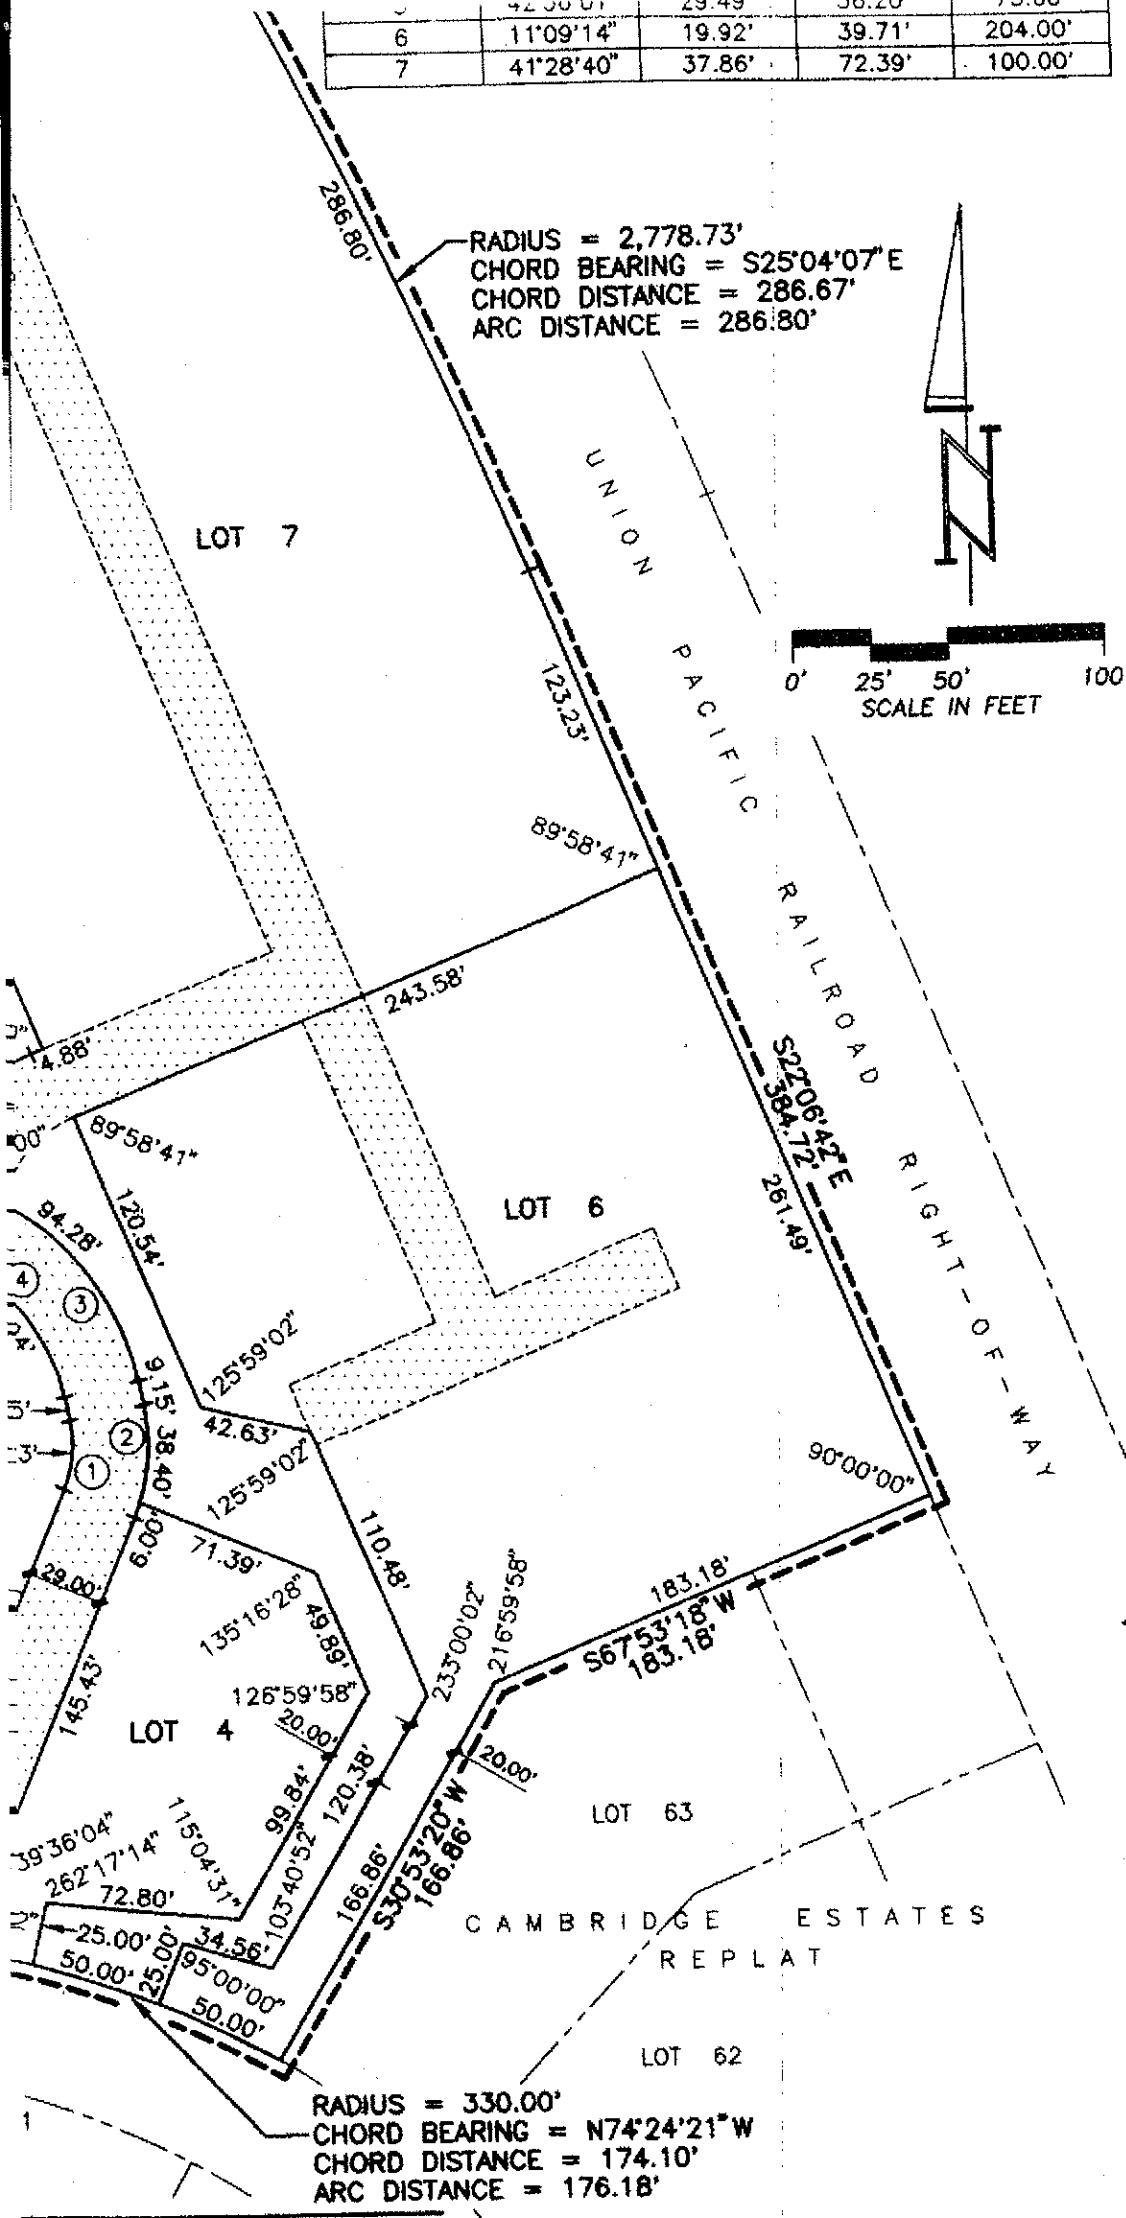 6 11°09'14" 19.92' 39.71' 204.00'
7 41°28'40" 37.86' 72.39' 100.00'
286.80'
RADIUS = 2,778.73'
CHORD BEARING = S25°04'07"E
CHORD DISTANCE = 286.67'
ARC DISTANCE = 286.80'
UNION PACIFIC RAILROAD RIGHT-OF-WAY
LOT 7
N
0' 25' 50' 100
SCALE IN FEET
123.23'
89°58'41"
243.58'
4.88'
89°58'41"
00"
S22°06'42"E
384.72'
261.49'
120.54'
94.28'
LOT 6
4
3
125°59'02"
9.15'
42.63'
2
38.40'
1
125°59'02"
90°00'00"
6.00'
71.39'
110.48'
29.00'
135°16'28"
49.89'
183.18'
S67°53'18"W
183.18'
216°59'58"
233°00'02"
126°59'58"
145.43'
LOT 4
20.00'
20.00'
99.84'
120.38'
LOT 63
39°36'04"
262°17'14"
115°04'31"
72.80'
103°40'52"
166.86'
S30°53'20"W
166.86'
CAMBRIDGE ESTATES
REPLAT
25.00'
34.56'
50.00'
25.00'
95°00'00"
50.00'
LOT 62
RADIUS = 330.00'
CHORD BEARING = N74°24'21"W
CHORD DISTANCE = 174.10'
ARC DISTANCE = 176.18'
1